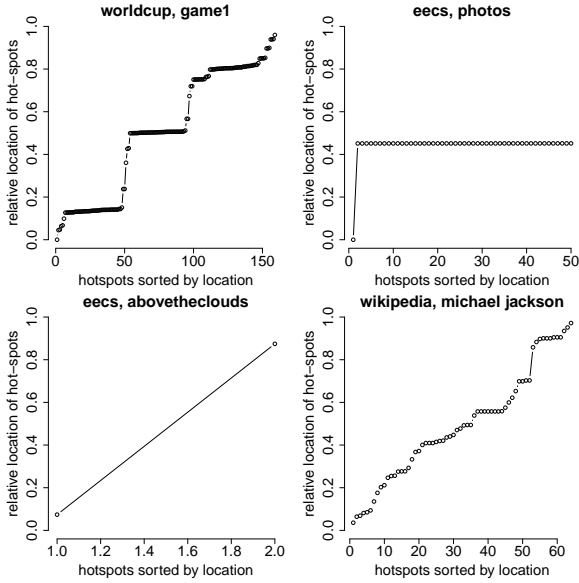 worldcup, game1
relative location of hot-spots
0.0 0.2 0.4 0.6 0.8 1.0
0 50 100 150
hotspots sorted by location
eecs, photos
relative location of hot-spots
0.0 0.2 0.4 0.6 0.8 1.0
0 10 20 30 40 50
hotspots sorted by location
eecs, abovetheclouds
relative location of hot-spots
0.0 0.2 0.4 0.6 0.8 1.0
1.0 1.2 1.4 1.6 1.8 2.0
hotspots sorted by location
wikipedia, michael jackson
relative location of hot-spots
0.0 0.2 0.4 0.6 0.8 1.0
0 10 20 30 40 50 60
hotspots sorted by location